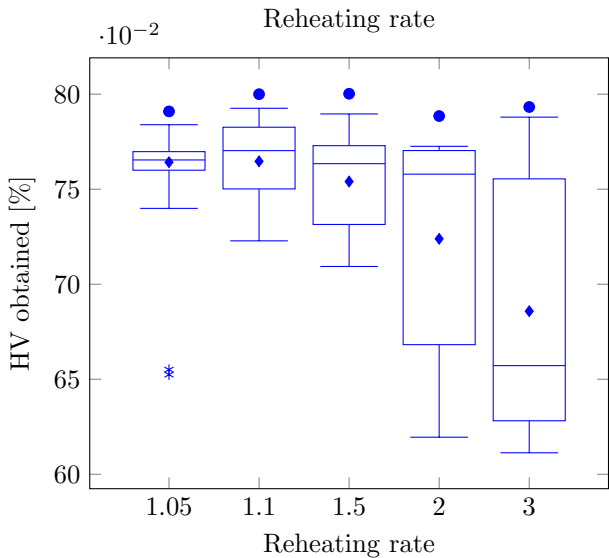 Reheating rate
·10⁻²
80
75
70
65
60
HV obtained [%]
1.05 1.1 1.5 2 3
Reheating rate